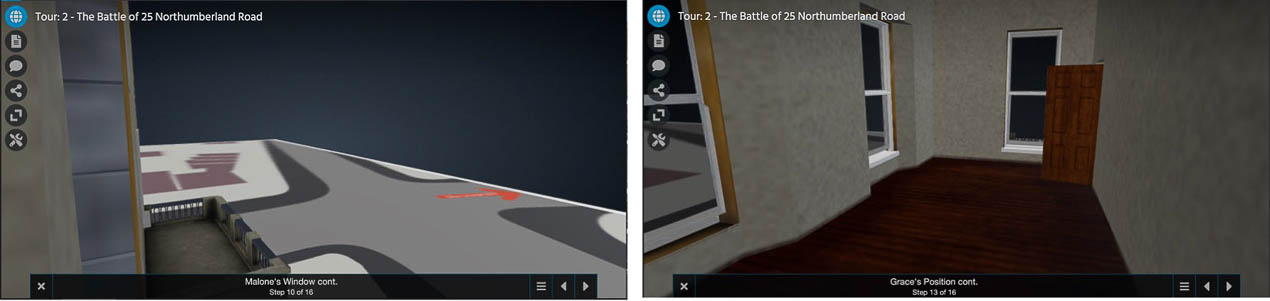 Tour: 2 - The Battle of 25 Northumberland Road
Malone's Window cont.
Step 10 of 16
Tour: 2 - The Battle of 25 Northumberland Road
Grace's Position cont.
Step 13 of 16